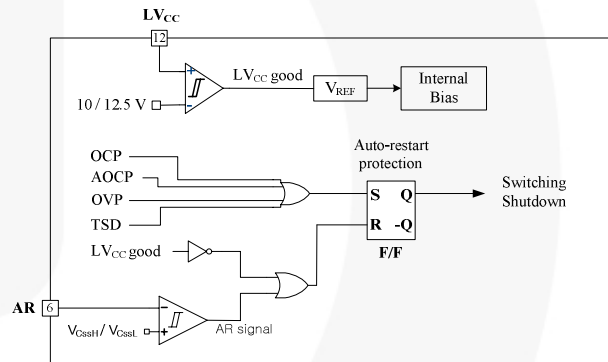 LVCC
12
+
-
10 / 12.5 V
LVCC good
VREF
Internal
Bias
Auto-restart
protection
OCP
AOCP
OVP
TSD
S Q
R -Q
F/F
Switching
Shutdown
LVCC good
AR
6
-
+
VCssH / VCssL
AR signal